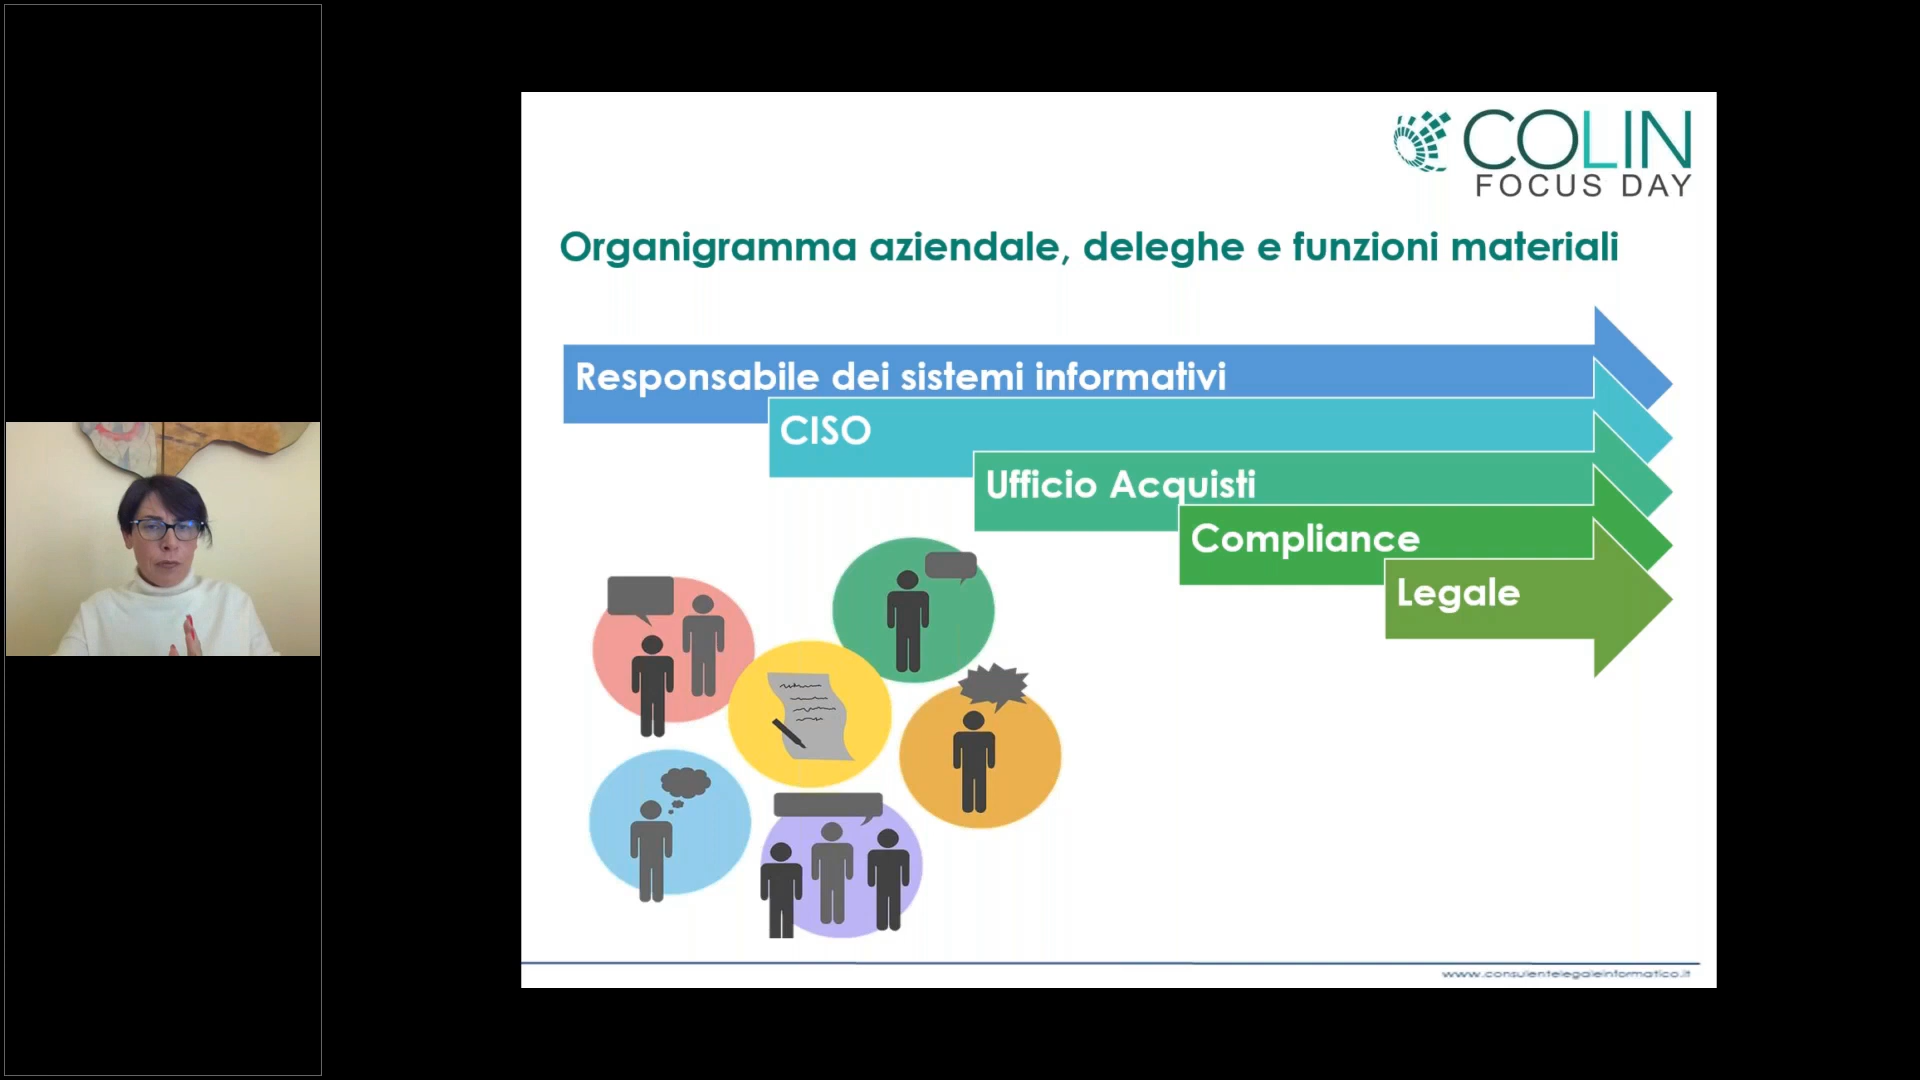 COLIN
FOCUS DAY
Organigramma aziendale, deleghe e funzioni materiali
Responsabile dei sistemi informativi
CISO
Ufficio Acquisti
Compliance
Legale
www.consulentelegaleinformatico.it